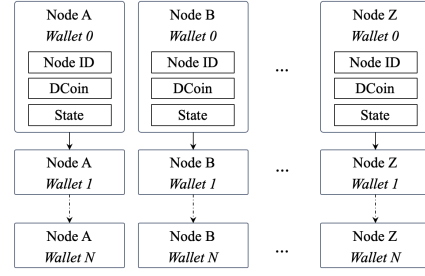 Node A
Wallet 0
Node ID
DCoin
State
Node B
Wallet 0
Node ID
DCoin
State
...
Node Z
Wallet 0
Node ID
DCoin
State
Node A
Wallet 1
Node B
Wallet 1
...
Node Z
Wallet 1
Node A
Wallet N
Node B
Wallet N
...
Node Z
Wallet N